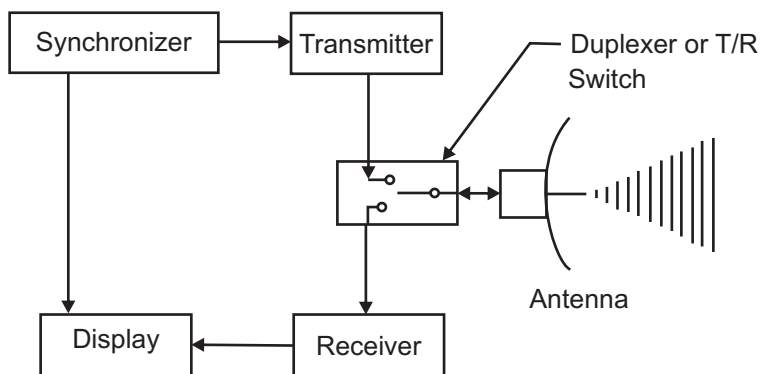 Synchronizer
Transmitter
Duplexer or T/R
Switch
Antenna
Display
Receiver